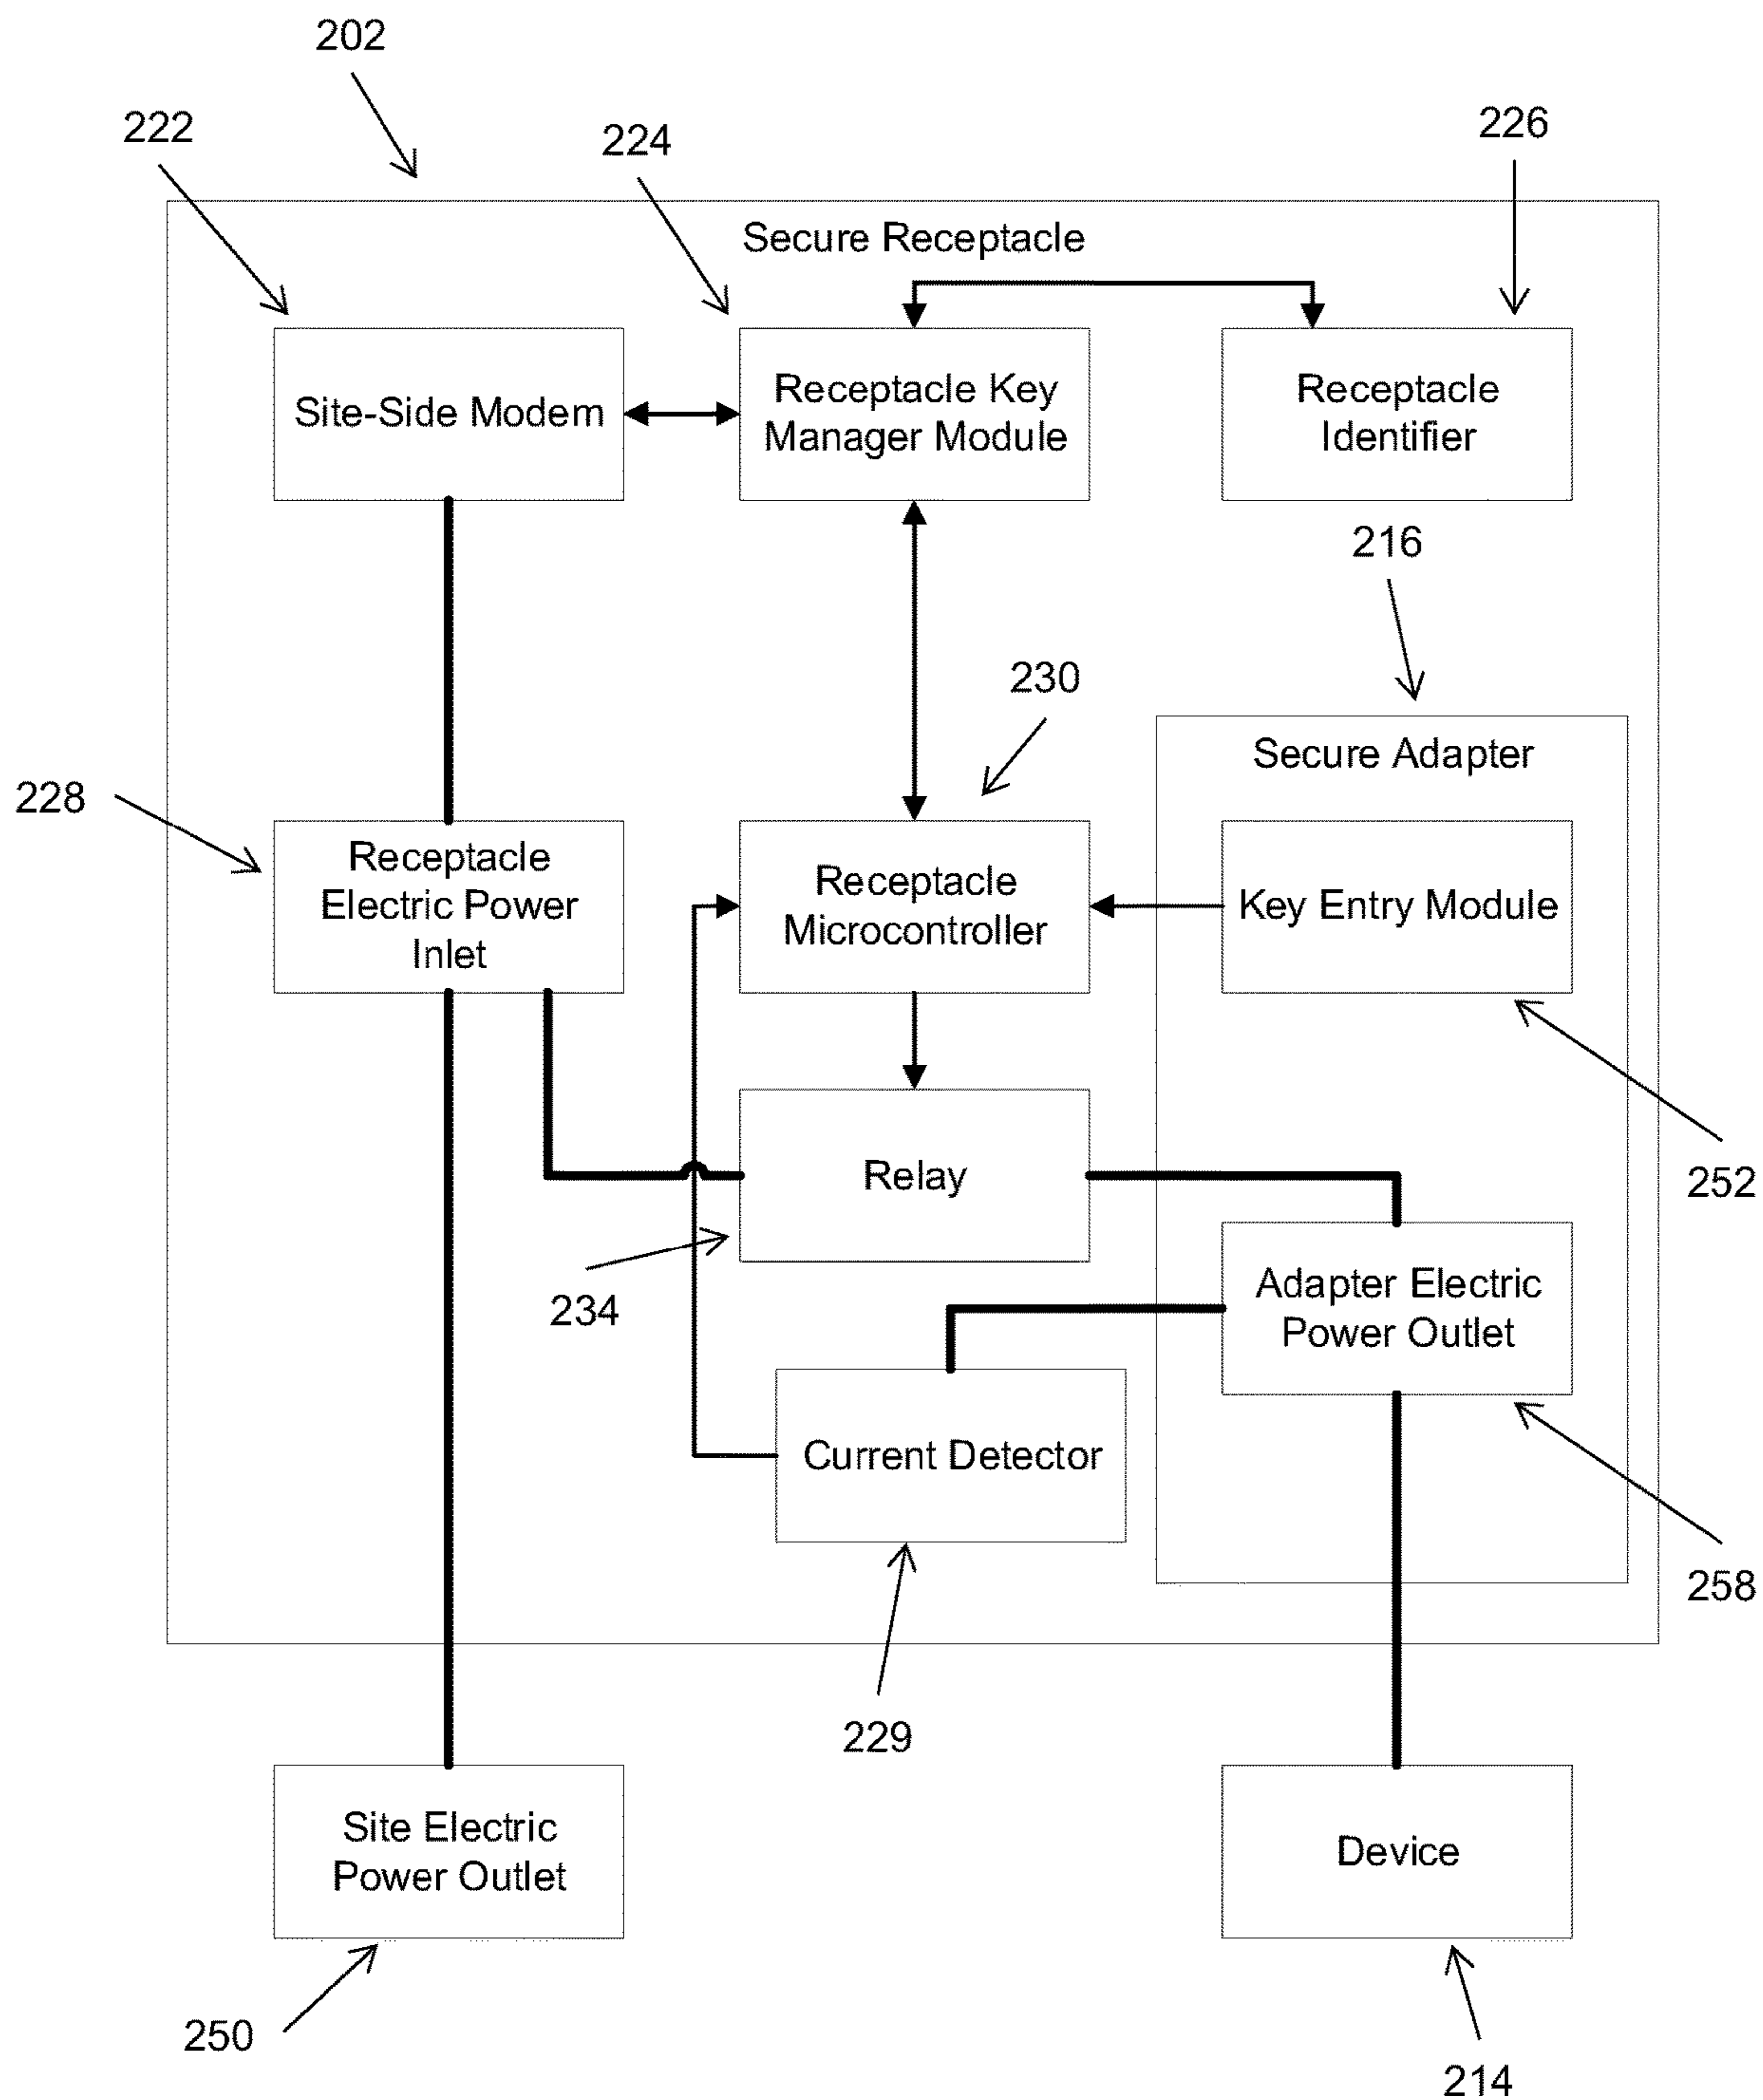 202
222
224
226
Secure Receptacle
Site-Side Modem
Receptacle Key
Manager Module
Receptacle
Identifier
216
230
Secure Adapter
228
Receptacle
Electric Power
Inlet
Receptacle
Microcontroller
Key Entry Module
Relay
252
234
Adapter Electric
Power Outlet
Current Detector
258
229
Site Electric
Power Outlet
Device
250
214